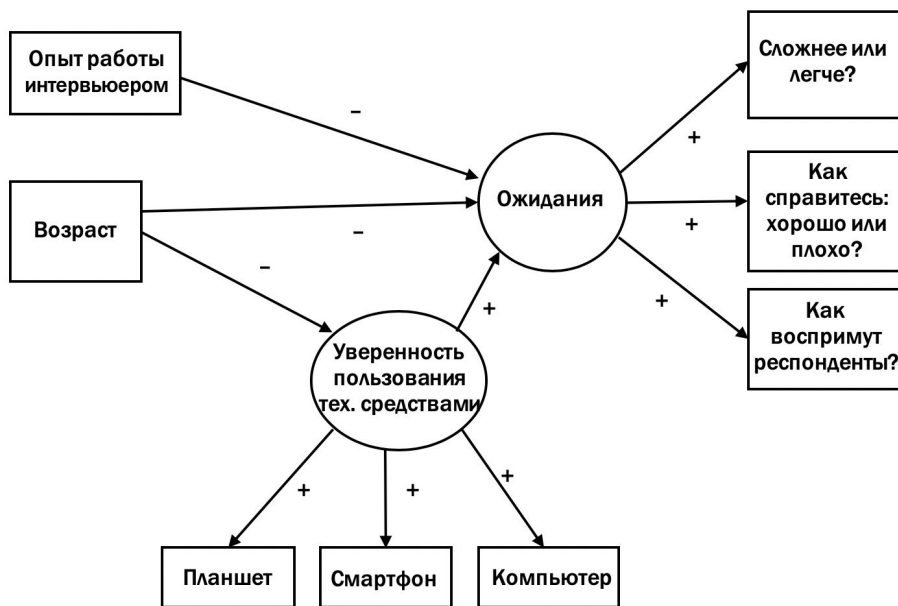 Опыт работы
интервьюером
–
Возраст
–
–
Ожидания
+
Уверенность
пользования
тех. средствами
+
+
+
Планшет
Смартфон
Компьютер
+
Сложнее или
легче?
+
Как
справитесь:
хорошо или
плохо?
+
Как
воспримут
респонденты?